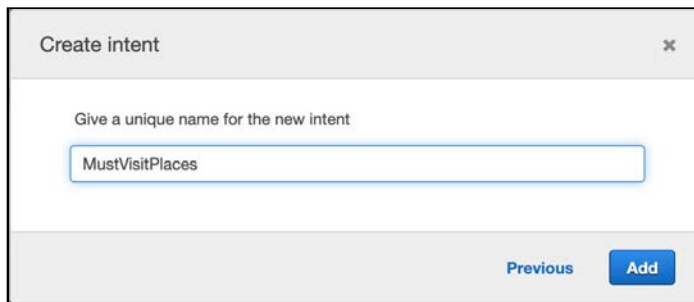 Create intent
Give a unique name for the new intent
MustVisitPlaces
Previous Add